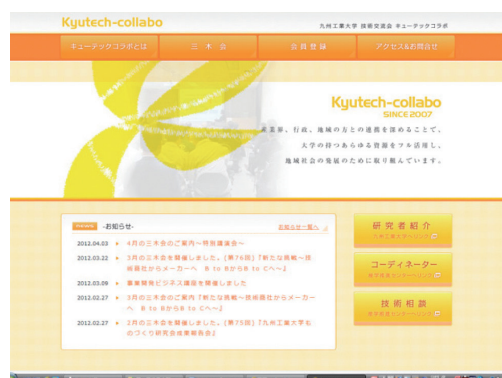 Kyutech-collabo
九州工業大学 技術交流会 キューテックコラボ
キューテックコラボとは
三木会
会員登録
アクセス&お問合せ
Kyutech-collabo
SINCE 2007
産業界、行政、地域の方との連携を深めることで、
大学の持つあらゆる資源をフル活用し、
地域社会の発展のために取り組んでいます。
news -お知らせ-
お知らせ一覧へ
2012.04.03 4月の三木会のご案内～特別講演会～
2012.03.22 3月の三木会を開催しました。【第76回】『新たな挑戦～技
術商社からメーカーへ B to BからB to Cへ～』
2012.03.09 事業開発ビジネス講座を開催しました
2012.02.27 3月の三木会のご案内『新たな挑戦～技術商社からメーカー
へ B to BからB to Cへ～』
2012.02.27 2月の三木会を開催しました。【第75回】『九州工業大学も
のづくり研究会成果報告会』
研究者紹介
九州工業大学ページへ
コーディネーター
技術相談